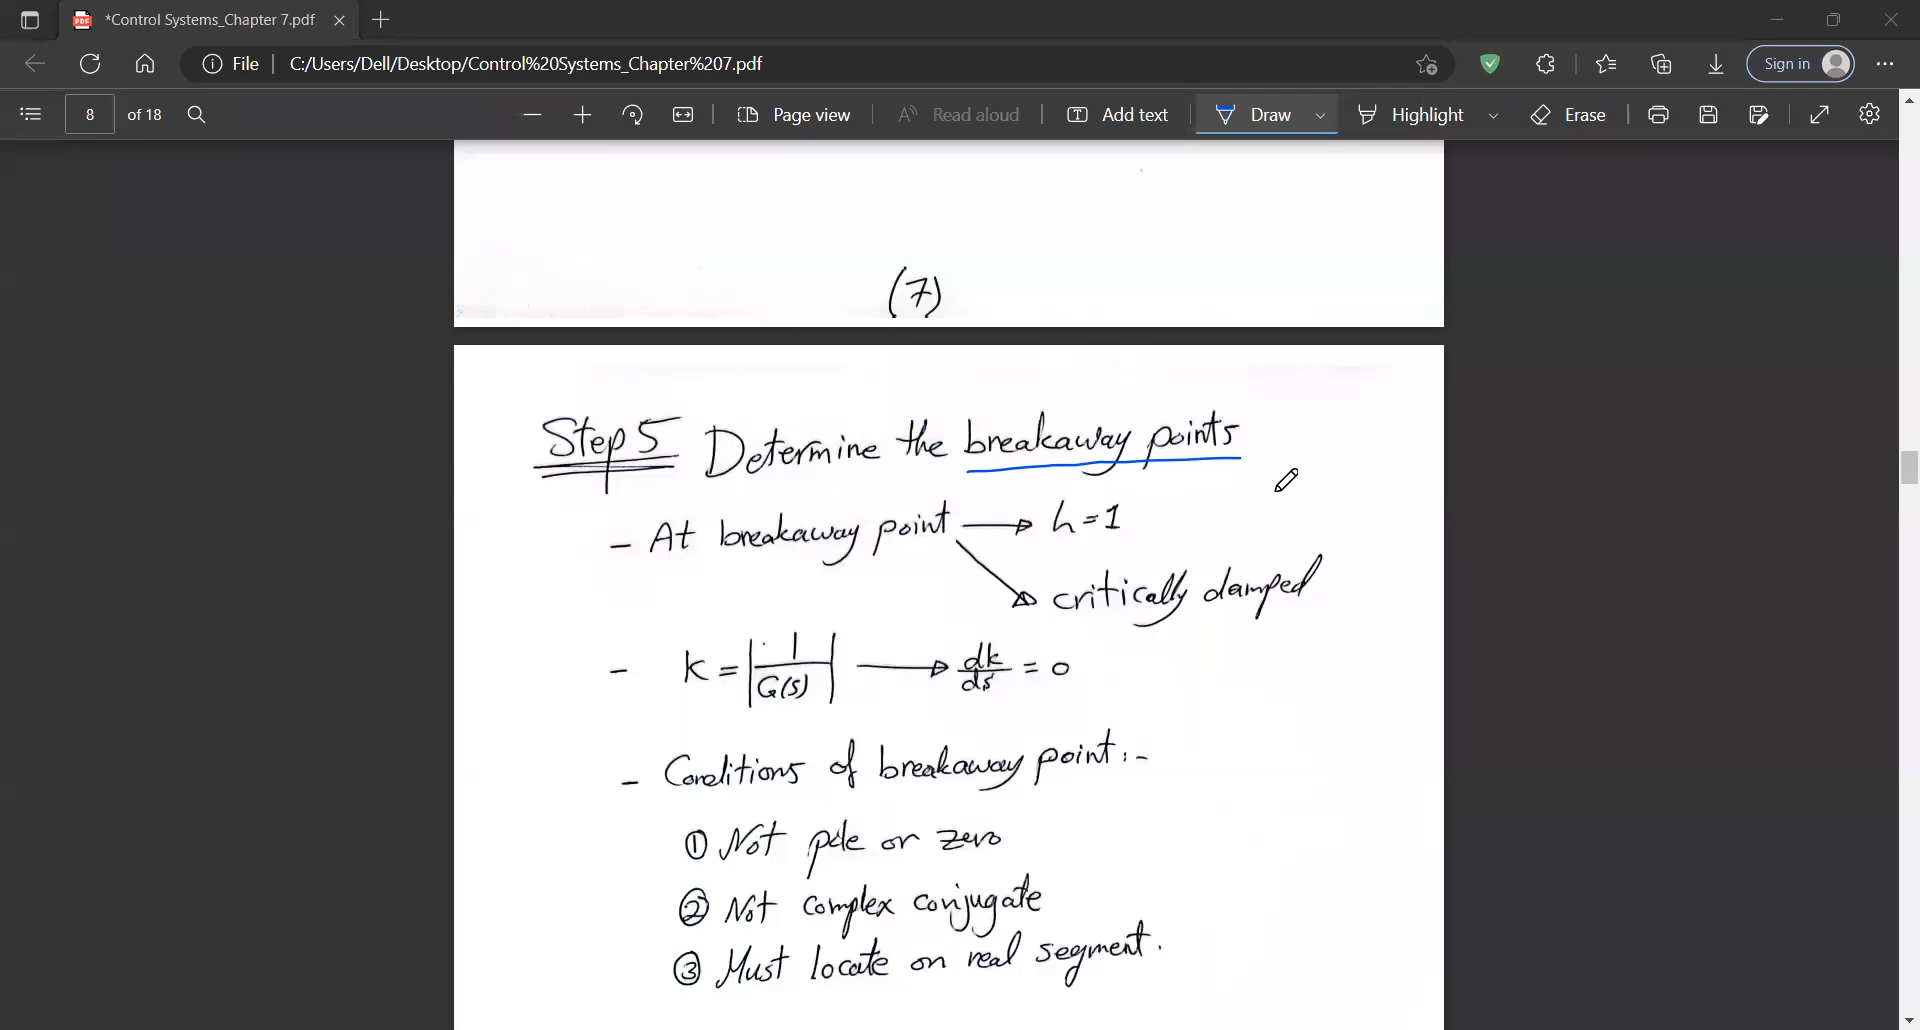 *Control Systems_Chapter 7.pdf
File
C:/Users/Dell/Desktop/Control%20Systems_Chapter%207.pdf
Sign in
8 of 18
Page view
Read aloud
Add text
Draw
Highlight
Erase
(7)
Step 5 Determine the breakaway points
- At breakaway point → h = 1
critically damped
- K = |1/G(s)| → dk/ds = 0
- Conditions of breakaway point :-
① Not pole or zero
② Not complex conjugate
③ Must locate on real segment.